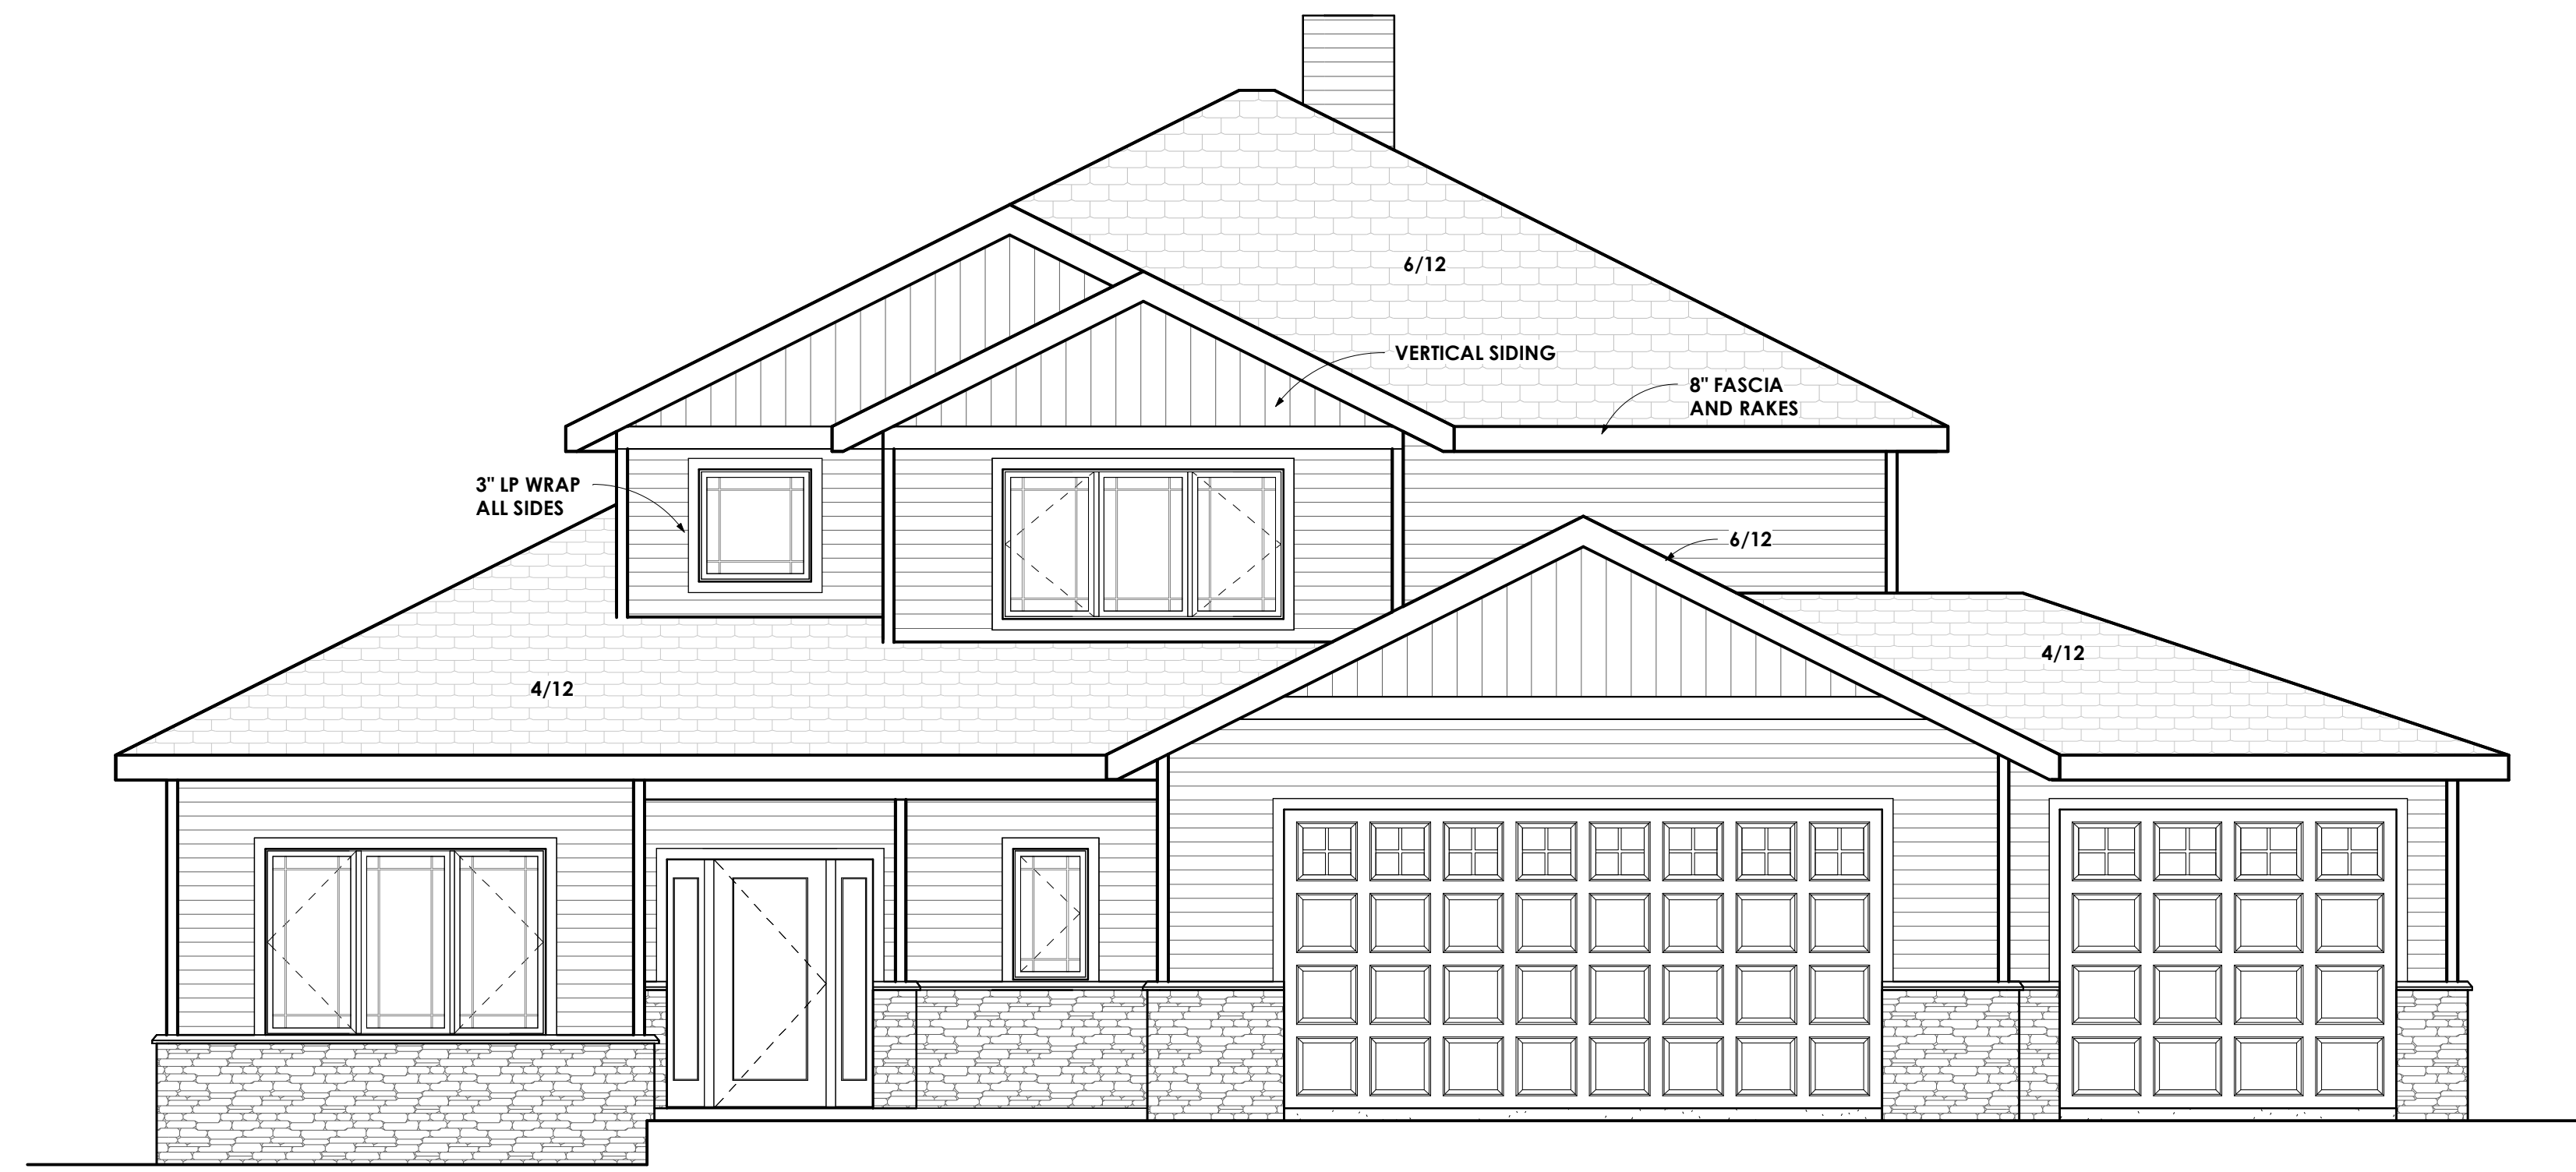 6/12
VERTICAL SIDING
8" FASCIA
AND RAKES
3" LP WRAP
ALL SIDES
6/12
4/12
4/12